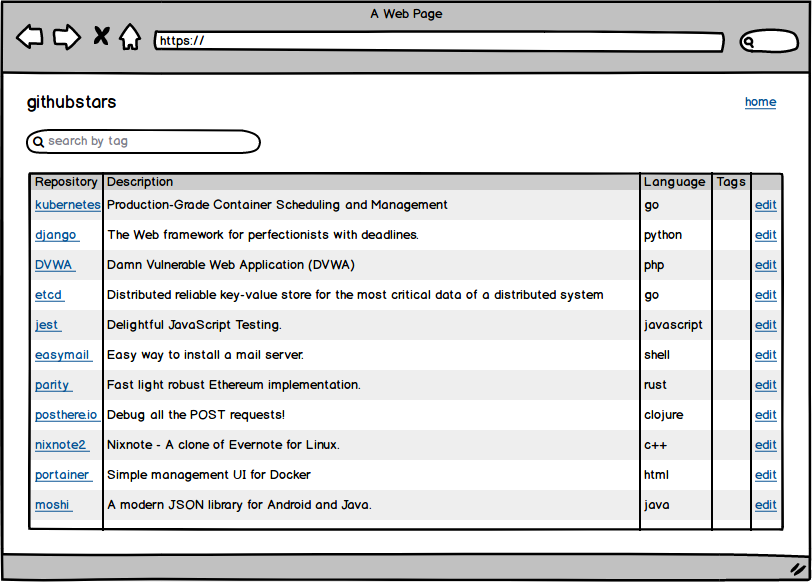 A Web Page
https://
githubstars home
search by tag
Repository Description Language Tags
kubernetes Production-Grade Container Scheduling and Management go edit
django The Web framework for perfectionists with deadlines. python edit
DVWA Damn Vulnerable Web Application (DVWA) php edit
etcd Distributed reliable key-value store for the most critical data of a distributed system go edit
jest Delightful JavaScript Testing. javascript edit
easymail Easy way to install a mail server. shell edit
parity Fast light robust Ethereum implementation. rust edit
posthere.io Debug all the POST requests! clojure edit
nixnote2 Nixnote - A clone of Evernote for Linux. c++ edit
portainer Simple management UI for Docker html edit
moshi A modern JSON library for Android and Java. java edit